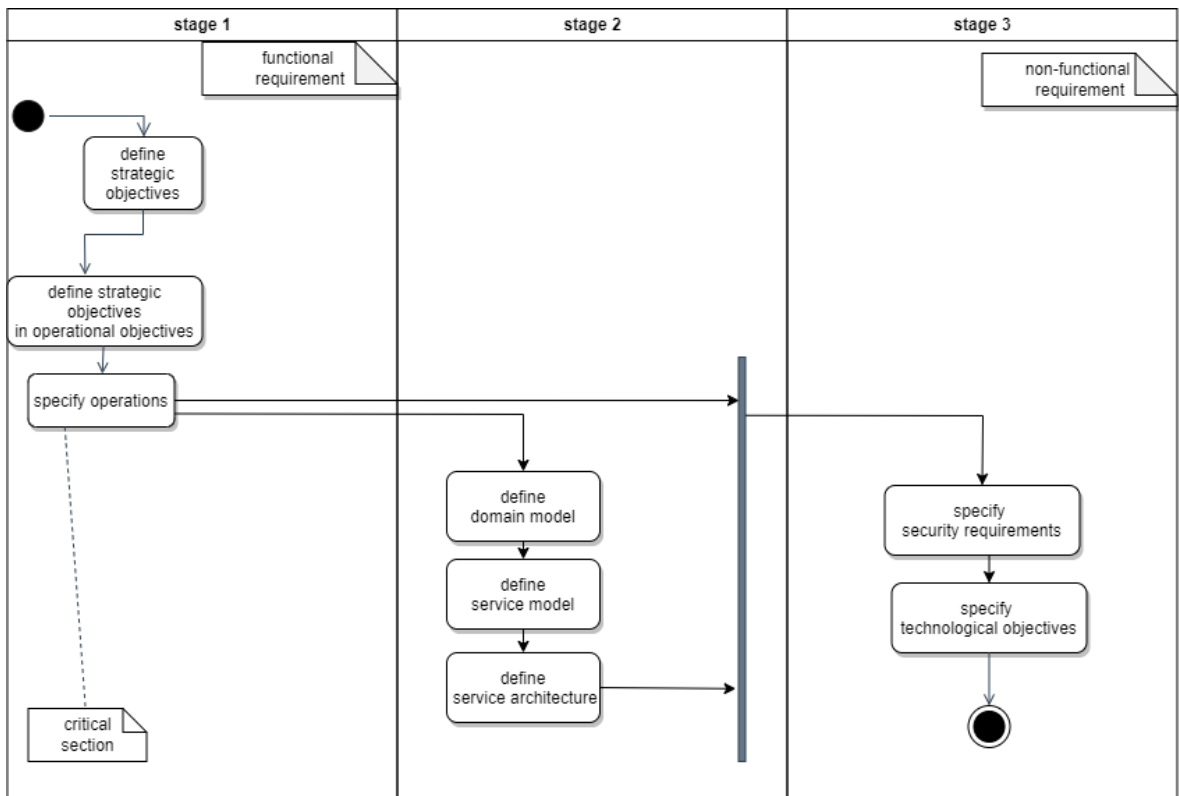 stage 1
stage 2
stage 3
functional
requirement
non-functional
requirement
define
strategic
objectives
define strategic
objectives
in operational objectives
specify operations
critical
section
define
domain model
define
service model
define
service architecture
specify
security requirements
specify
technological objectives